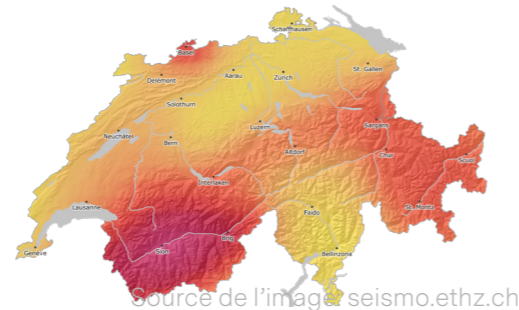 Schaffhausen
Basel
St. Gallen
Aarau
Zürich
Delémont
Solothurn
Sargans
Luzern
Neuchâtel
Bern
Altdorf
Chur
Scuol
Interlaken
Lausanne
St. Moritz
Faido
Brig
Sion
Genève
Bellinzona
Source de l'image: seismo.ethz.ch